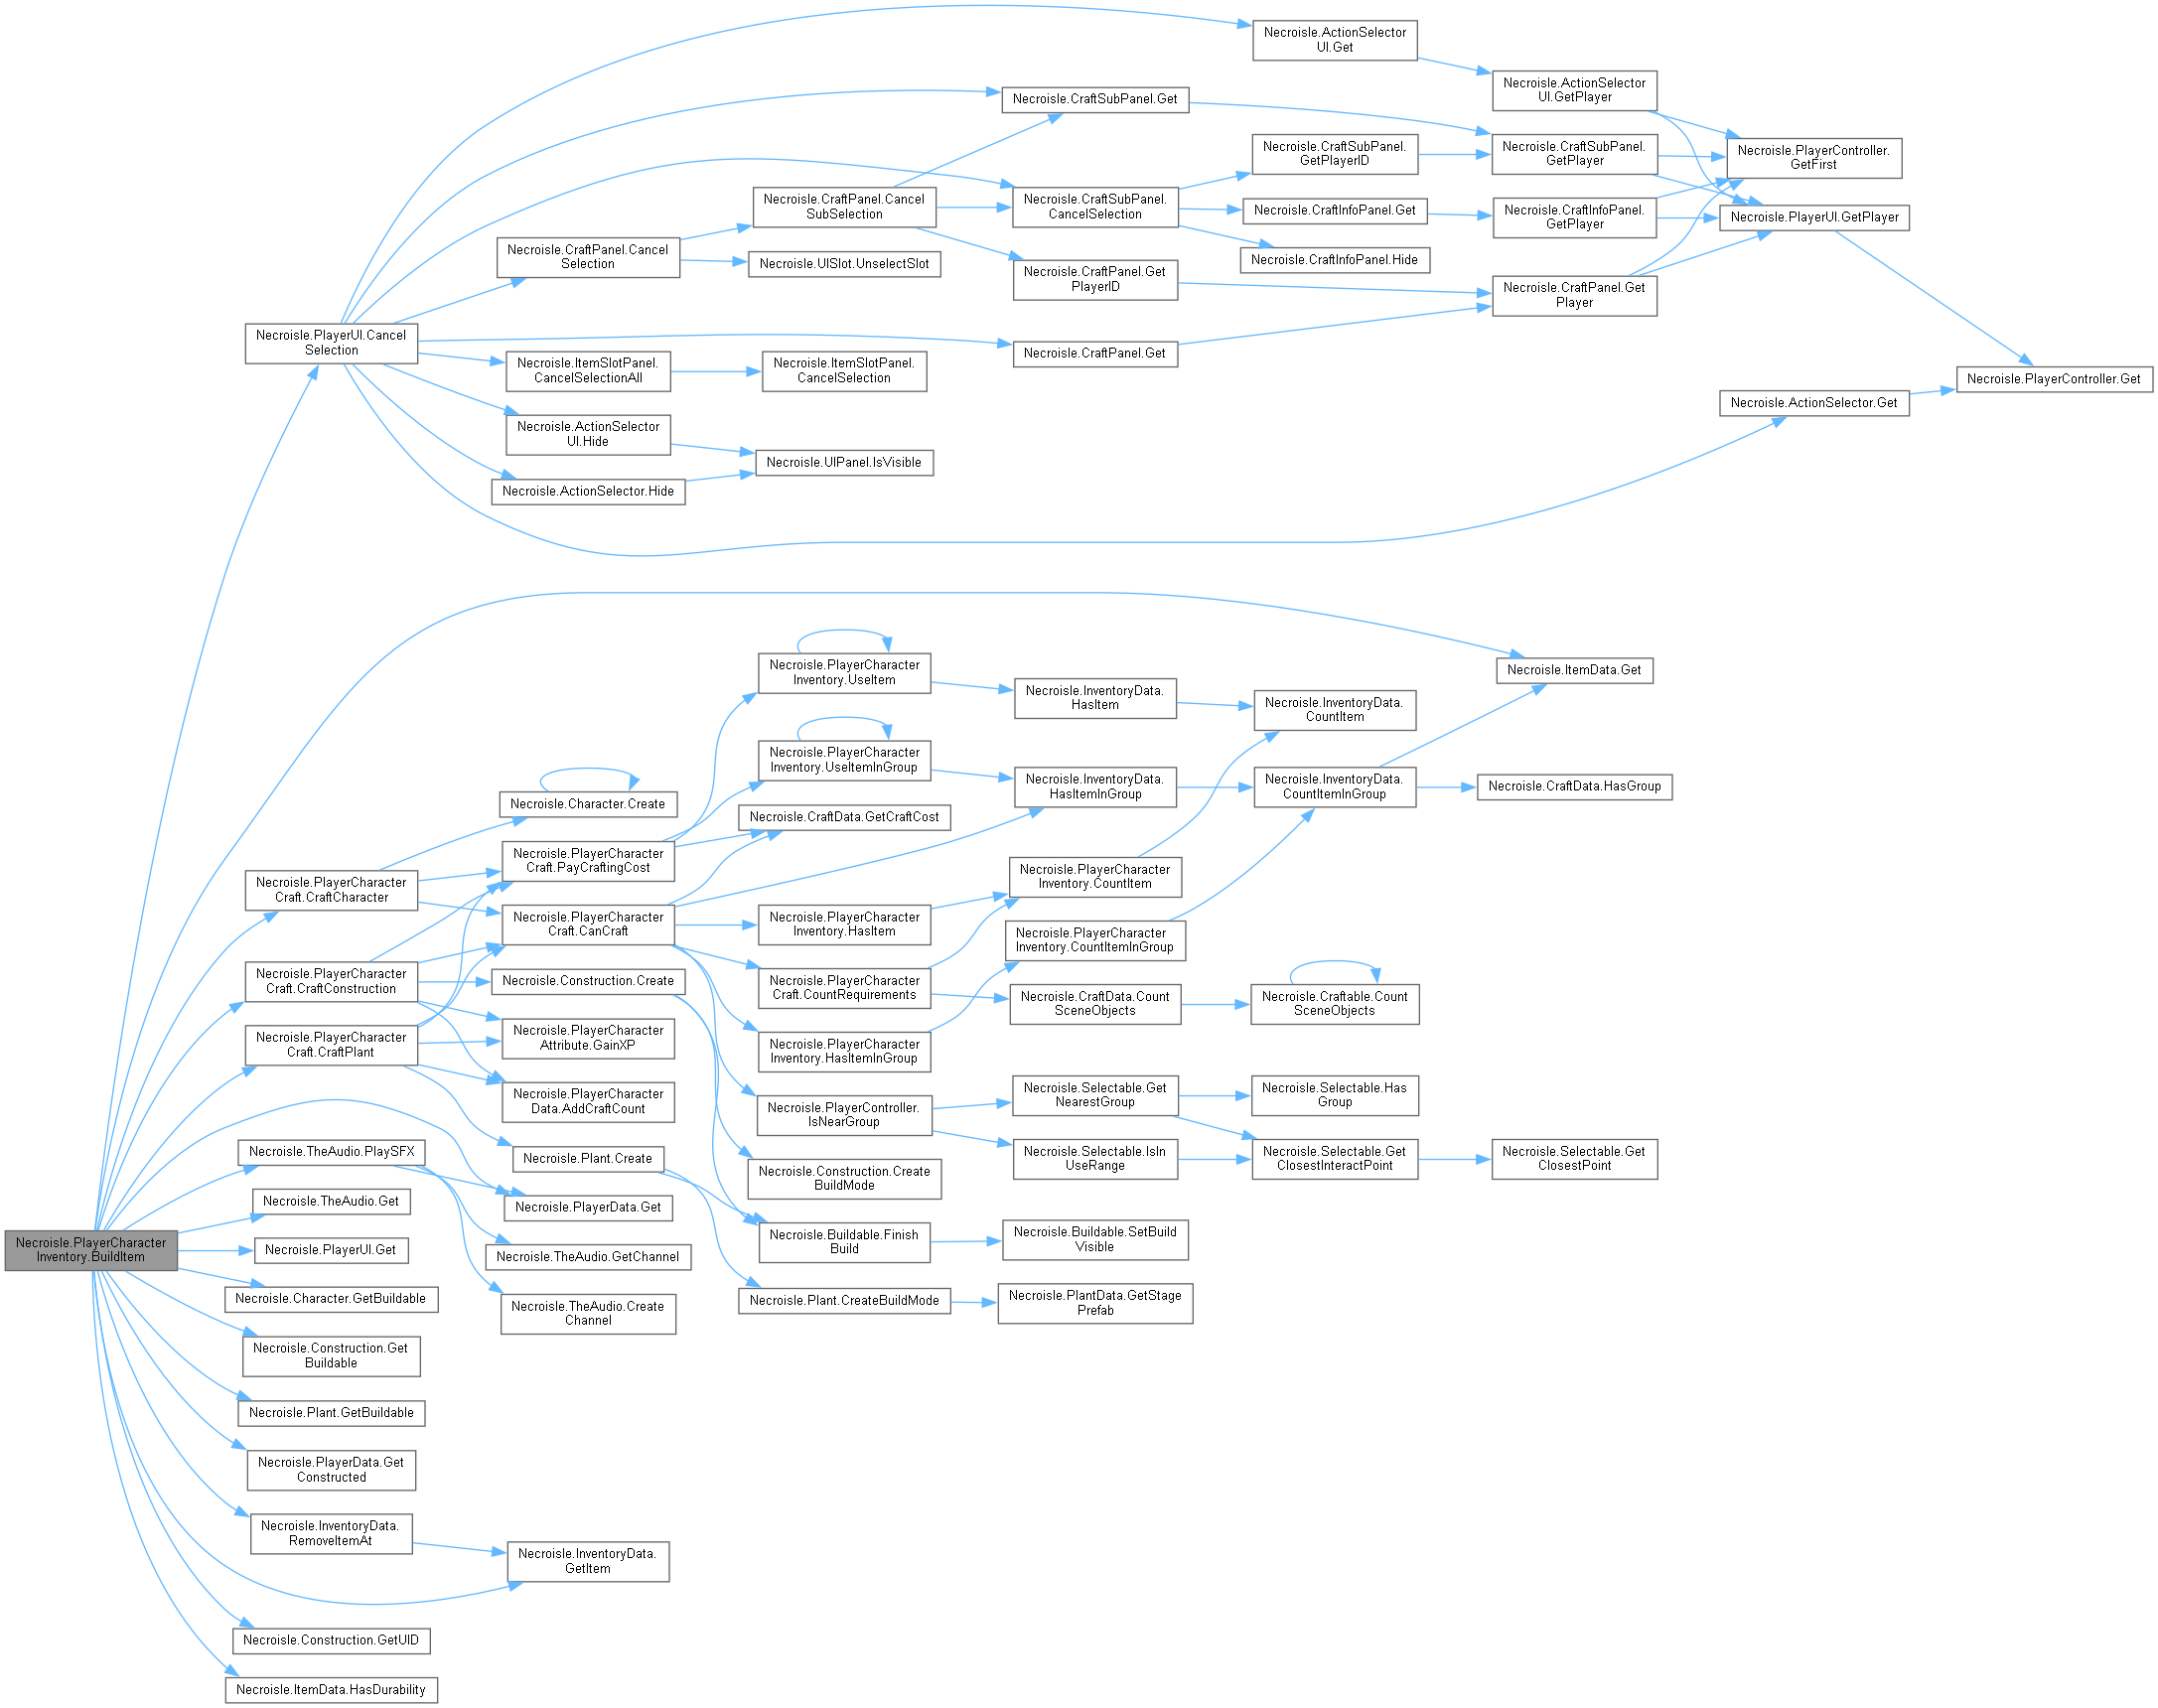 Necroisle.PlayerCharacter
Inventory.BuildItem
Necroisle.PlayerUI.Cancel
Selection
Necroisle.PlayerCharacter
Craft.CraftCharacter
Necroisle.PlayerCharacter
Craft.CraftConstruction
Necroisle.PlayerCharacter
Craft.CraftPlant
Necroisle.TheAudio.PlaySFX
Necroisle.TheAudio.Get
Necroisle.PlayerUI.Get
Necroisle.Character.GetBuildable
Necroisle.Construction.Get
Buildable
Necroisle.Plant.GetBuildable
Necroisle.PlayerData.Get
Constructed
Necroisle.InventoryData.
RemoveItemAt
Necroisle.Construction.GetUID
Necroisle.ItemData.HasDurability
Necroisle.CraftPanel.Cancel
Selection
Necroisle.ItemSlotPanel.
CancelSelectionAll
Necroisle.ActionSelector
UI.Hide
Necroisle.ActionSelector.Hide
Necroisle.Character.Create
Necroisle.PlayerCharacter
Craft.PayCraftingCost
Necroisle.PlayerCharacter
Craft.CanCraft
Necroisle.Construction.Create
Necroisle.PlayerCharacter
Attribute.GainXP
Necroisle.PlayerCharacter
Data.AddCraftCount
Necroisle.Plant.Create
Necroisle.PlayerData.Get
Necroisle.TheAudio.GetChannel
Necroisle.TheAudio.Create
Channel
Necroisle.InventoryData.
GetItem
Necroisle.CraftPanel.Cancel
SubSelection
Necroisle.UISlot.UnselectSlot
Necroisle.ItemSlotPanel.
CancelSelection
Necroisle.UIPanel.IsVisible
Necroisle.PlayerCharacter
Inventory.UseItem
Necroisle.PlayerCharacter
Inventory.UseItemInGroup
Necroisle.CraftData.GetCraftCost
Necroisle.PlayerCharacter
Inventory.HasItem
Necroisle.PlayerCharacter
Craft.CountRequirements
Necroisle.PlayerCharacter
Inventory.HasItemInGroup
Necroisle.PlayerController.
IsNearGroup
Necroisle.Construction.Create
BuildMode
Necroisle.Buildable.Finish
Build
Necroisle.Plant.CreateBuildMode
Necroisle.CraftSubPanel.Get
Necroisle.CraftSubPanel.
CancelSelection
Necroisle.CraftPanel.Get
PlayerID
Necroisle.CraftPanel.Get
Necroisle.InventoryData.
HasItem
Necroisle.InventoryData.
HasItemInGroup
Necroisle.PlayerCharacter
Inventory.CountItem
Necroisle.PlayerCharacter
Inventory.CountItemInGroup
Necroisle.CraftData.Count
SceneObjects
Necroisle.Selectable.Get
NearestGroup
Necroisle.Selectable.IsIn
UseRange
Necroisle.Buildable.SetBuild
Visible
Necroisle.PlantData.GetStage
Prefab
Necroisle.ActionSelector
UI.Get
Necroisle.CraftSubPanel.
GetPlayerID
Necroisle.CraftInfoPanel.Get
Necroisle.CraftInfoPanel.Hide
Necroisle.InventoryData.
CountItem
Necroisle.InventoryData.
CountItemInGroup
Necroisle.Craftable.Count
SceneObjects
Necroisle.Selectable.Has
Group
Necroisle.Selectable.Get
ClosestInteractPoint
Necroisle.ActionSelector
UI.GetPlayer
Necroisle.CraftSubPanel.
GetPlayer
Necroisle.CraftInfoPanel.
GetPlayer
Necroisle.CraftPanel.Get
Player
Necroisle.ItemData.Get
Necroisle.CraftData.HasGroup
Necroisle.Selectable.Get
ClosestPoint
Necroisle.PlayerController.
GetFirst
Necroisle.PlayerUI.GetPlayer
Necroisle.ActionSelector.Get
Necroisle.PlayerController.Get